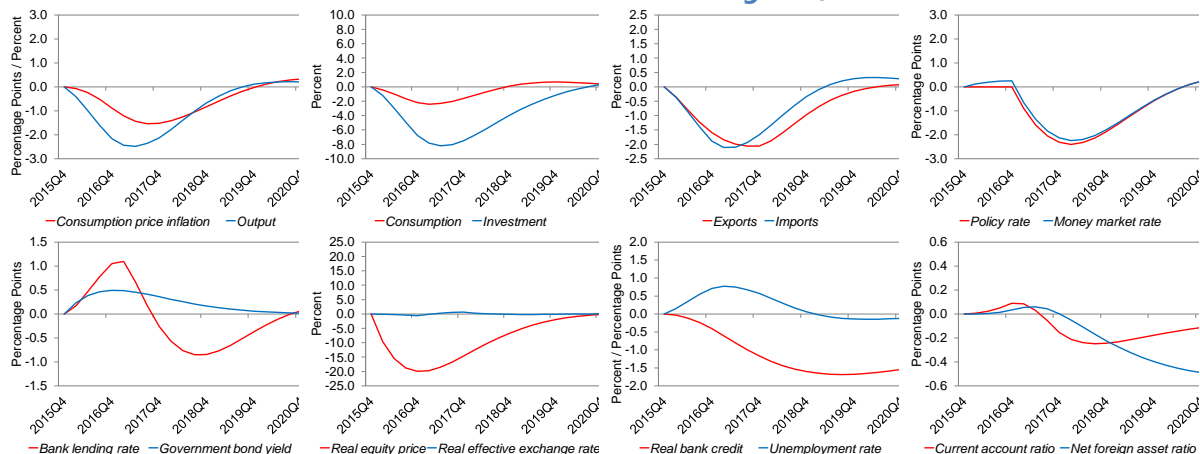 Percentage Points / Percent
3.0
2.0
1.0
0.0
-1.0
-2.0
-3.0
2015Q4
2016Q4
2017Q4
2018Q4
2019Q4
2020Q4
Consumption price inflation
Output
Percent
10.0
8.0
6.0
4.0
2.0
0.0
-2.0
-4.0
-6.0
-8.0
-10.0
2015Q4
2016Q4
2017Q4
2018Q4
2019Q4
2020Q4
Consumption
Investment
Percent
2.5
2.0
1.5
1.0
0.5
0.0
-0.5
-1.0
-1.5
-2.0
-2.5
2015Q4
2016Q4
2017Q4
2018Q4
2019Q4
2020Q4
Exports
Imports
Percentage Points
3.0
2.0
1.0
0.0
-1.0
-2.0
-3.0
2015Q4
2016Q4
2017Q4
2018Q4
2019Q4
2020Q4
Policy rate
Money market rate
Percentage Points
1.5
1.0
0.5
0.0
-0.5
-1.0
-1.5
2015Q4
2016Q4
2017Q4
2018Q4
2019Q4
2020Q4
Bank lending rate
Government bond yield
Percent
25.0
20.0
15.0
10.0
5.0
0.0
-5.0
-10.0
-15.0
-20.0
-25.0
2015Q4
2016Q4
2017Q4
2018Q4
2019Q4
2020Q4
Real equity price
Real effective exchange rate
Percent / Percentage Points
2.0
1.5
1.0
0.5
0.0
-0.5
-1.0
-1.5
-2.0
2015Q4
2016Q4
2017Q4
2018Q4
2019Q4
2020Q4
Real bank credit
Unemployment rate
Percentage Points
0.6
0.4
0.2
0.0
-0.2
-0.4
-0.6
2015Q4
2016Q4
2017Q4
2018Q4
2019Q4
2020Q4
Current account ratio
Net foreign asset ratio